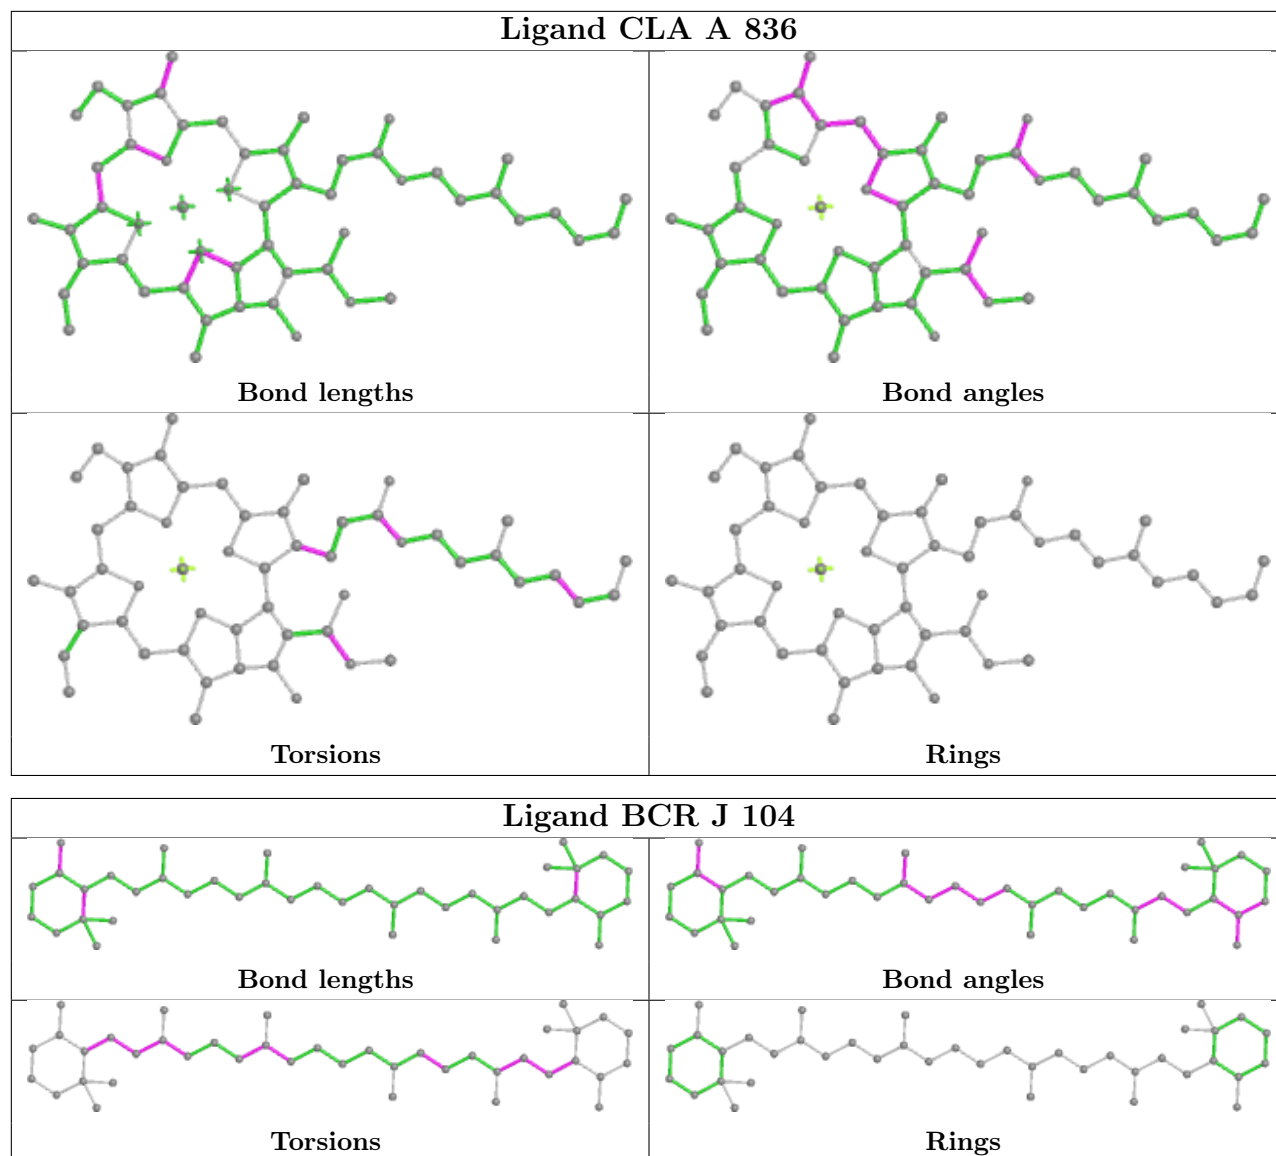 Ligand CLA A 836
Bond lengths
Bond angles
Torsions
Rings
Ligand BCR J 104
Bond lengths
Bond angles
Torsions
Rings